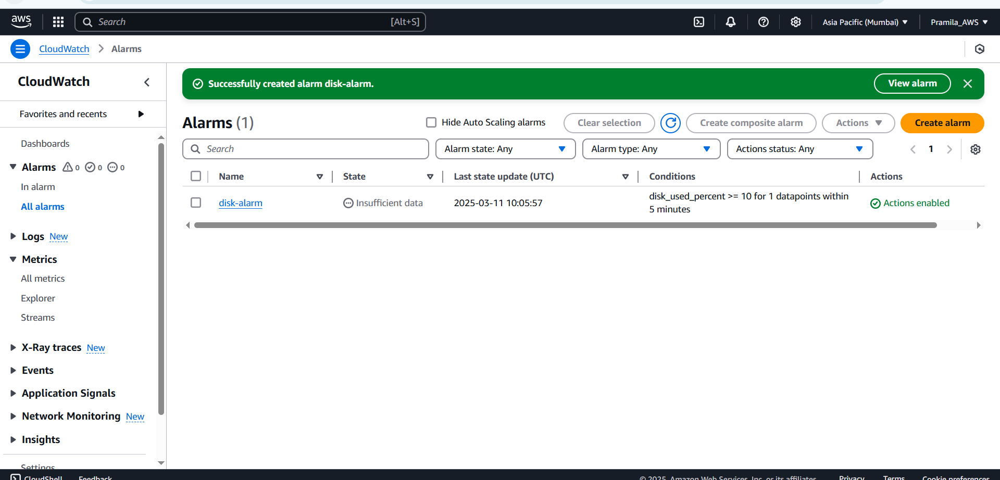 aws
Search [Alt+S]
Asia Pacific (Mumbai) Pramila_AWS
CloudWatch Alarms
CloudWatch
Favorites and recents
Dashboards
Alarms 0 0 0
In alarm
All alarms
Logs New
Metrics
All metrics
Explorer
Streams
X-Ray traces New
Events
Application Signals
Network Monitoring New
Insights
Settings
Successfully created alarm disk-alarm. View alarm
Alarms (1) Hide Auto Scaling alarms Clear selection Create composite alarm Actions Create alarm
Search Alarm state: Any Alarm type: Any Actions status: Any 1
Name State Last state update (UTC) Conditions Actions
disk-alarm Insufficient data 2025-03-11 10:05:57 disk_used_percent >= 10 for 1 datapoints within
5 minutes Actions enabled
CloudShell Feedback © 2025, Amazon Web Services, Inc. or its affiliates. Privacy Terms Cookie preferences